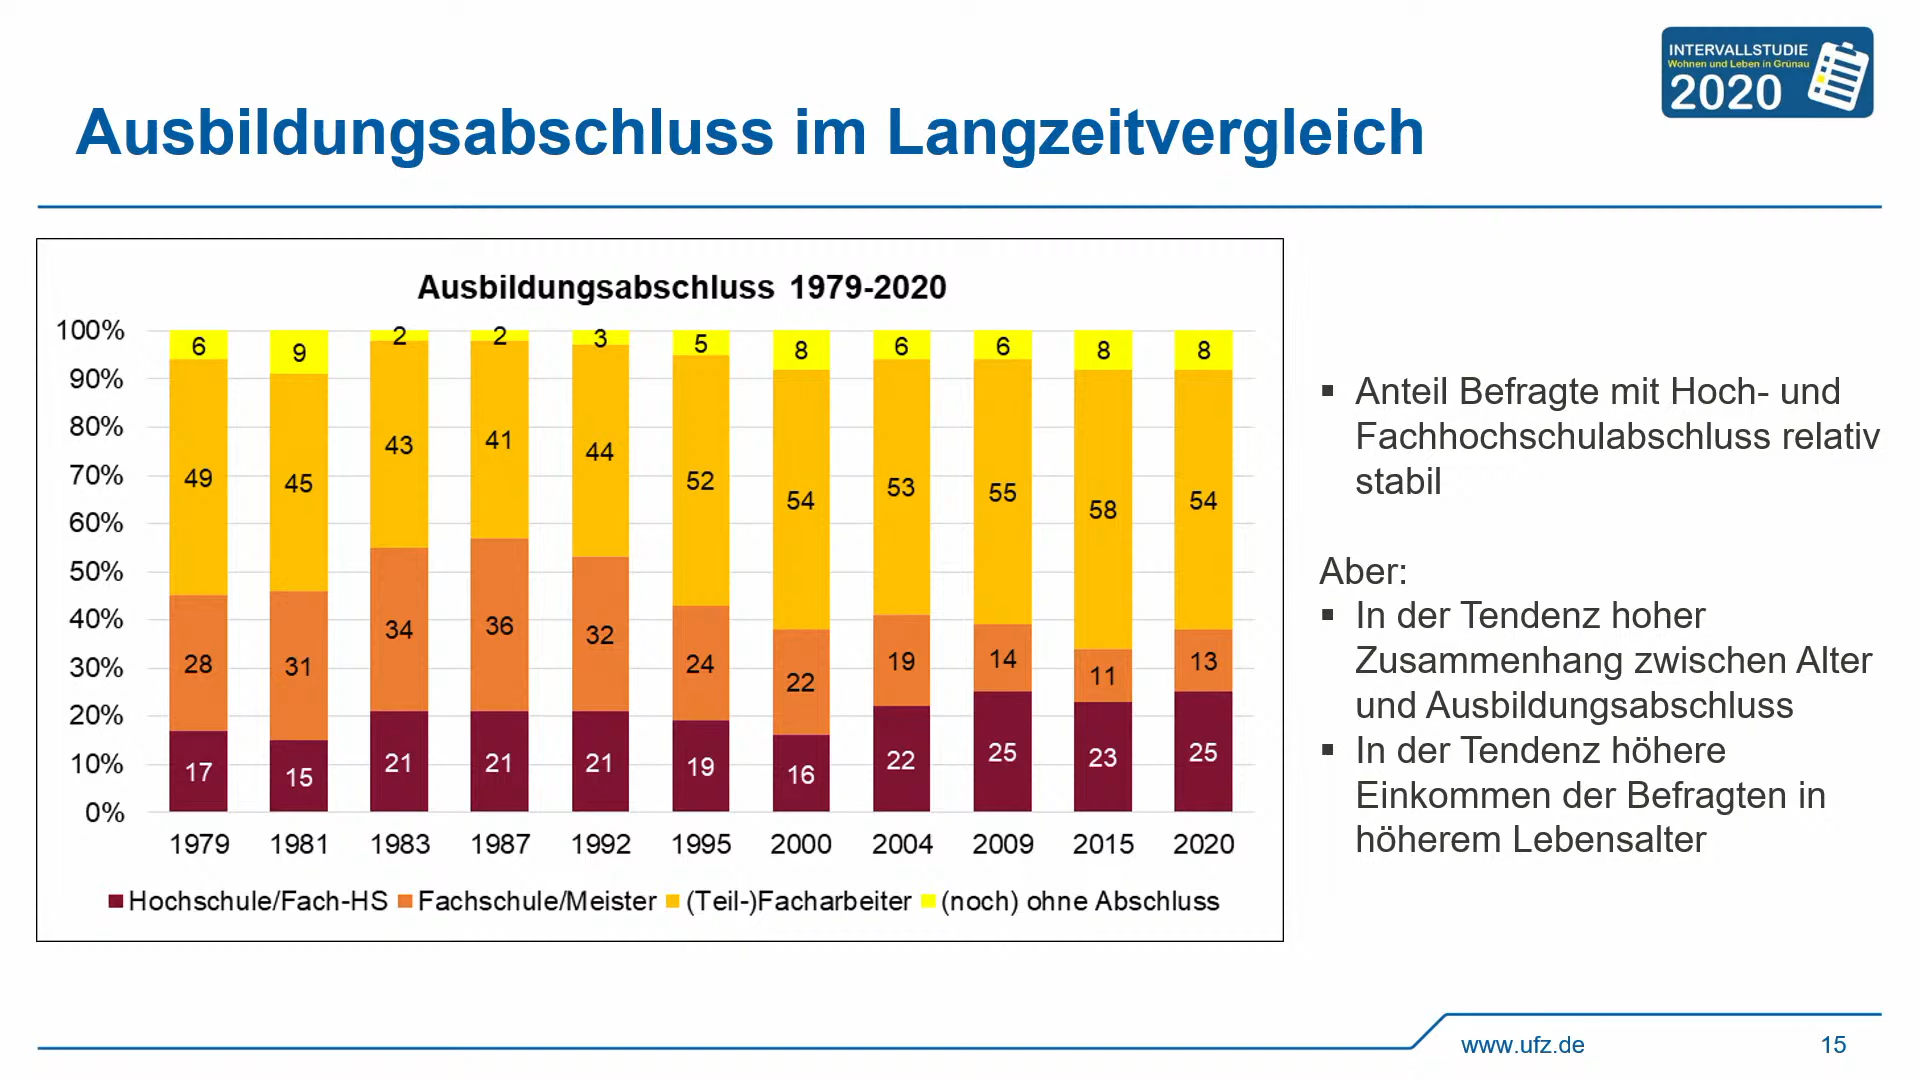 INTERVALLSTUDIE
Wohnen und Leben in Grünau
2020
Ausbildungsabschluss im Langzeitvergleich
Ausbildungsabschluss 1979-2020
100%
90%
80%
70%
60%
50%
40%
30%
20%
10%
0%
6 9 2 2 3 5 8 6 6 8 8
49 45 43 41 44 52 54 53 55 58 54
28 31 34 36 32 24 22 19 14 11 13
17 15 21 21 21 19 16 22 25 23 25
1979 1981 1983 1987 1992 1995 2000 2004 2009 2015 2020
Hochschule/Fach-HS Fachschule/Meister (Teil-)Facharbeiter (noch) ohne Abschluss
▪ Anteil Befragte mit Hoch- und
Fachhochschulabschluss relativ
stabil
Aber:
▪ In der Tendenz hoher
Zusammenhang zwischen Alter
und Ausbildungsabschluss
▪ In der Tendenz höhere
Einkommen der Befragten in
höherem Lebensalter
www.ufz.de
15